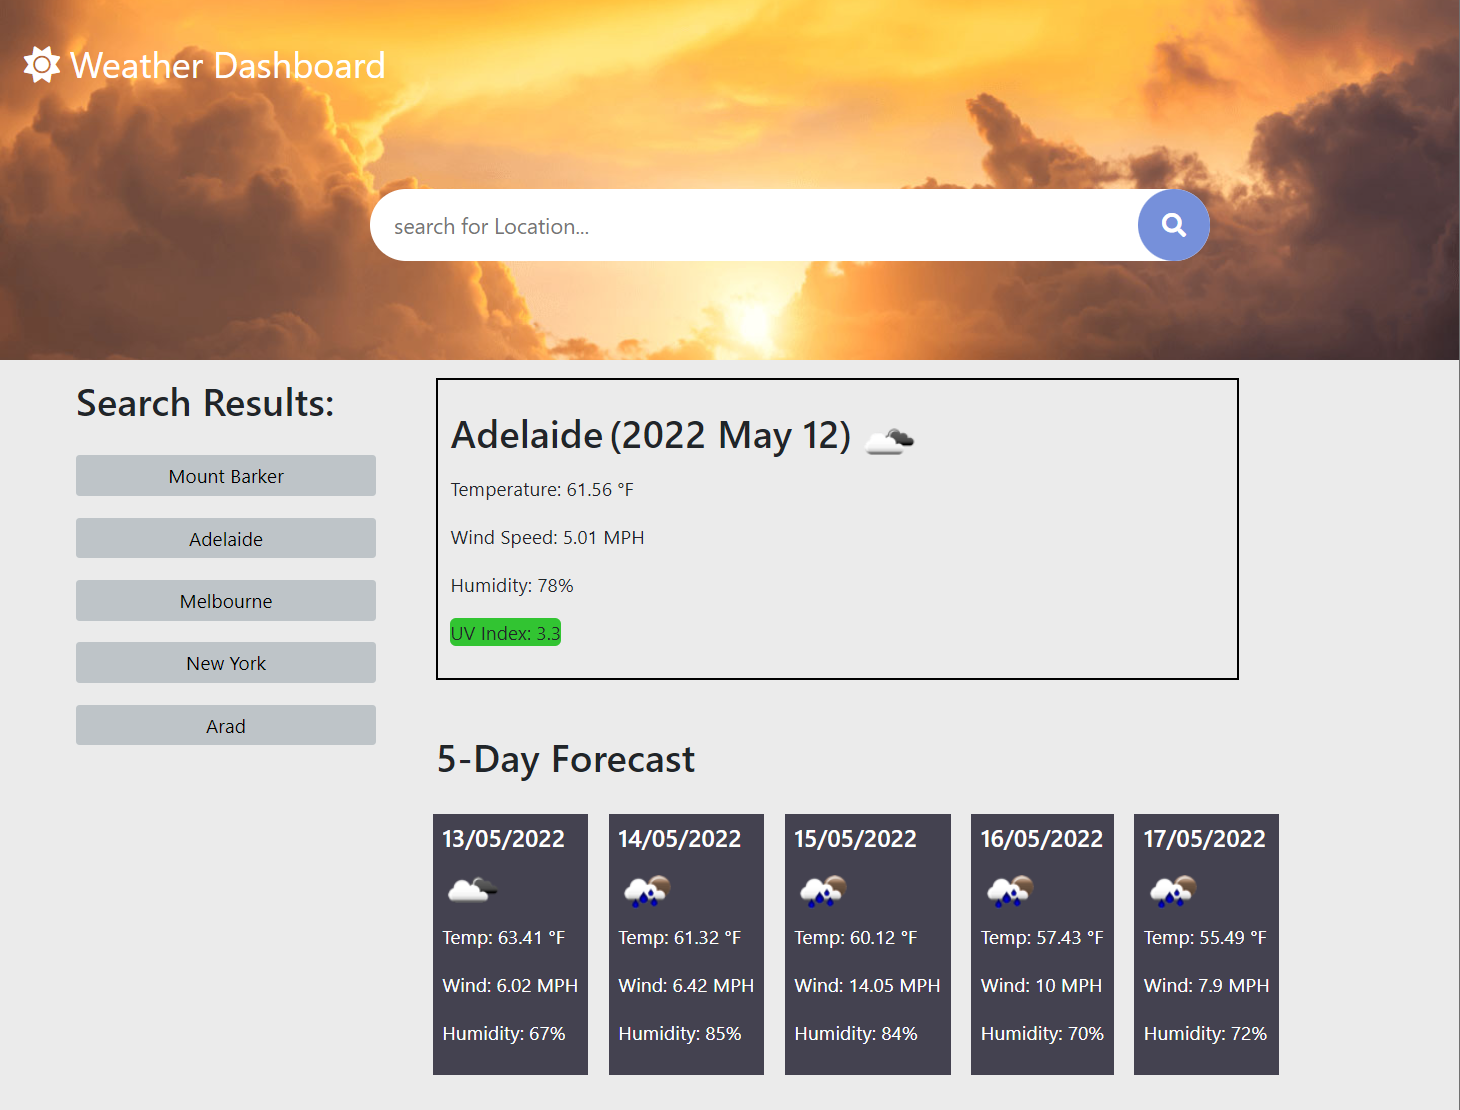 Weather Dashboard
search for Location...
Search Results:
Mount Barker
Adelaide
Melbourne
New York
Arad
Adelaide (2022 May 12)
Temperature: 61.56 °F
Wind Speed: 5.01 MPH
Humidity: 78%
UV Index: 3.3
5-Day Forecast
13/05/2022
Temp: 63.41 °F
Wind: 6.02 MPH
Humidity: 67%
14/05/2022
Temp: 61.32 °F
Wind: 6.42 MPH
Humidity: 85%
15/05/2022
Temp: 60.12 °F
Wind: 14.05 MPH
Humidity: 84%
16/05/2022
Temp: 57.43 °F
Wind: 10 MPH
Humidity: 70%
17/05/2022
Temp: 55.49 °F
Wind: 7.9 MPH
Humidity: 72%